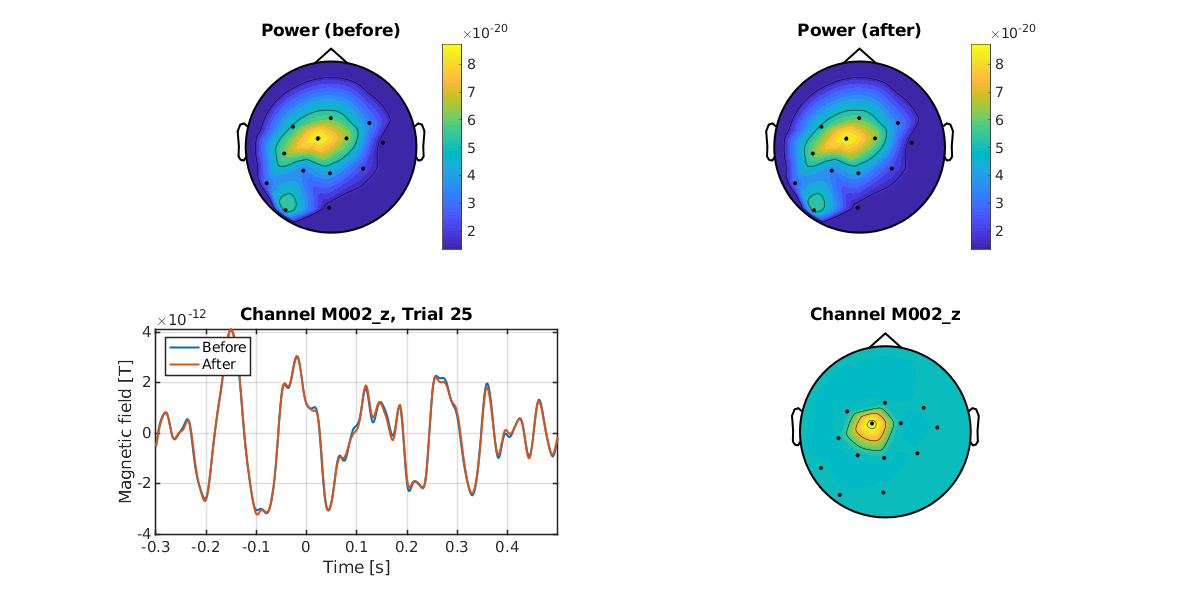 Power (before)
×10-20
8
7
6
5
4
3
2
Power (after)
×10-20
8
7
6
5
4
3
2
Channel M002_z, Trial 25
×10-12
Before
After
4
2
0
-2
-4
Magnetic field [T]
-0.3 -0.2 -0.1 0 0.1 0.2 0.3 0.4
Time [s]
Channel M002_z